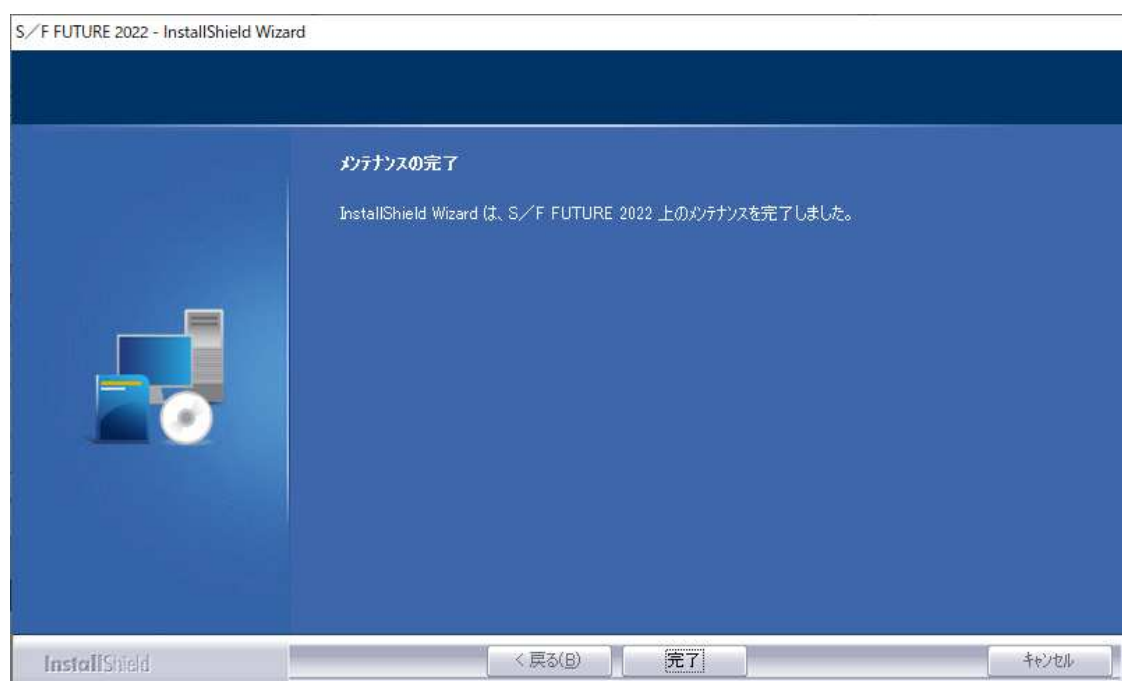 S／F FUTURE 2022 - InstallShield Wizard
ﾒﾝﾃﾅﾝｽの完了
InstallShield Wizard は、S／F FUTURE 2022 上のﾒﾝﾃﾅﾝｽを完了しました。
InstallShield
< 戻る(B)
完了
ｷｬﾝｾﾙ